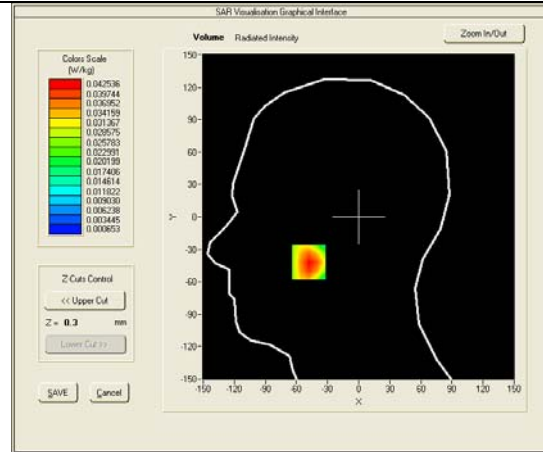 SAR Visualisation Graphical Interface
Volume Radiated Intensity
Zoom In/Out
Colors Scale
(W/kg)
0.042536
0.039744
0.036952
0.034159
0.031367
0.028575
0.025783
0.022991
0.020199
0.017406
0.014614
0.011822
0.009030
0.006238
0.003445
0.000653
Z Cuts Control
<< Upper Cut
Z = 0.3 mm
Lower Cut >>
SAVE Cancel
150
120
90
60
30
0
-30
-60
-90
-120
-150
Y
-150 -120 -90 -60 -30 0 30 60 90 120 150
X